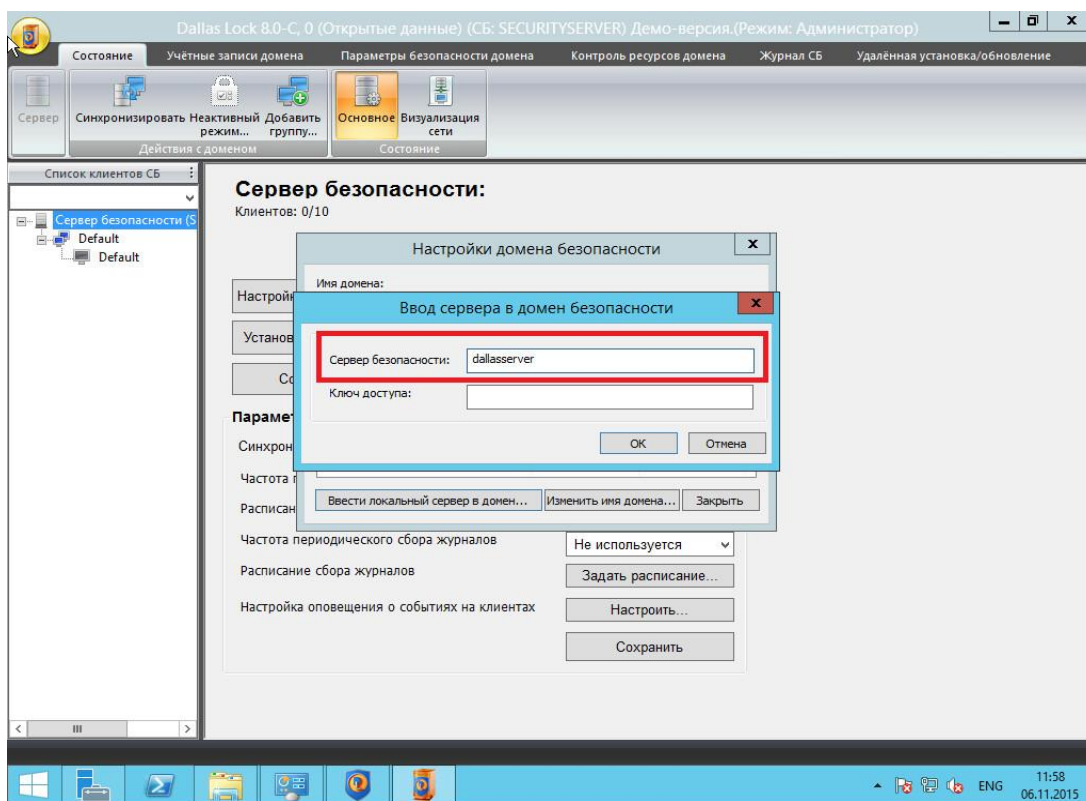 Dallas Lock 8.0-C, 0 (Открытые данные) (СБ: SECURITYSERVER) Демо-версия.(Режим: Администратор)
Состояние Учётные записи домена Параметры безопасности домена Контроль ресурсов домена Журнал СБ Удалённая установка/обновление
Сервер Синхронизировать Неактивный режим... Добавить группу... Основное Визуализация сети
Действия с доменом Состояние
Список клиентов СБ
Сервер безопасности:
Клиентов: 0/10
Сервер безопасности (S
Default
Default
Настройки домена безопасности
Имя домена:
Ввод сервера в домен безопасности
Сервер безопасности: dallasserver
Ключ доступа:
OK Отмена
Ввести локальный сервер в домен... Изменить имя домена... Закрыть
Частота периодического сбора журналов Не используется
Расписание сбора журналов Задать расписание...
Настройка оповещения о событиях на клиентах Настроить...
Сохранить
ENG 11:58
06.11.2015